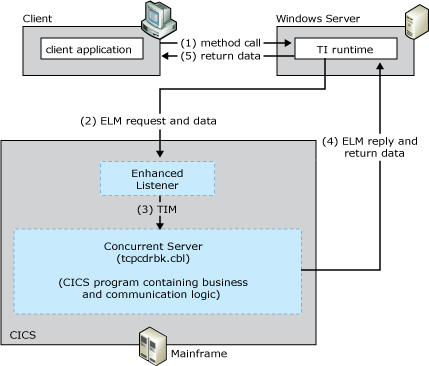 Client
Windows Server
client application
(1) method call
(5) return data
TI runtime
(2) ELM request and data
(4) ELM reply and
return data
Enhanced
Listener
(3) TIM
Concurrent Server
(tcpcdrbk.cbl)
(CICS program containing business
and communication logic)
CICS
Mainframe